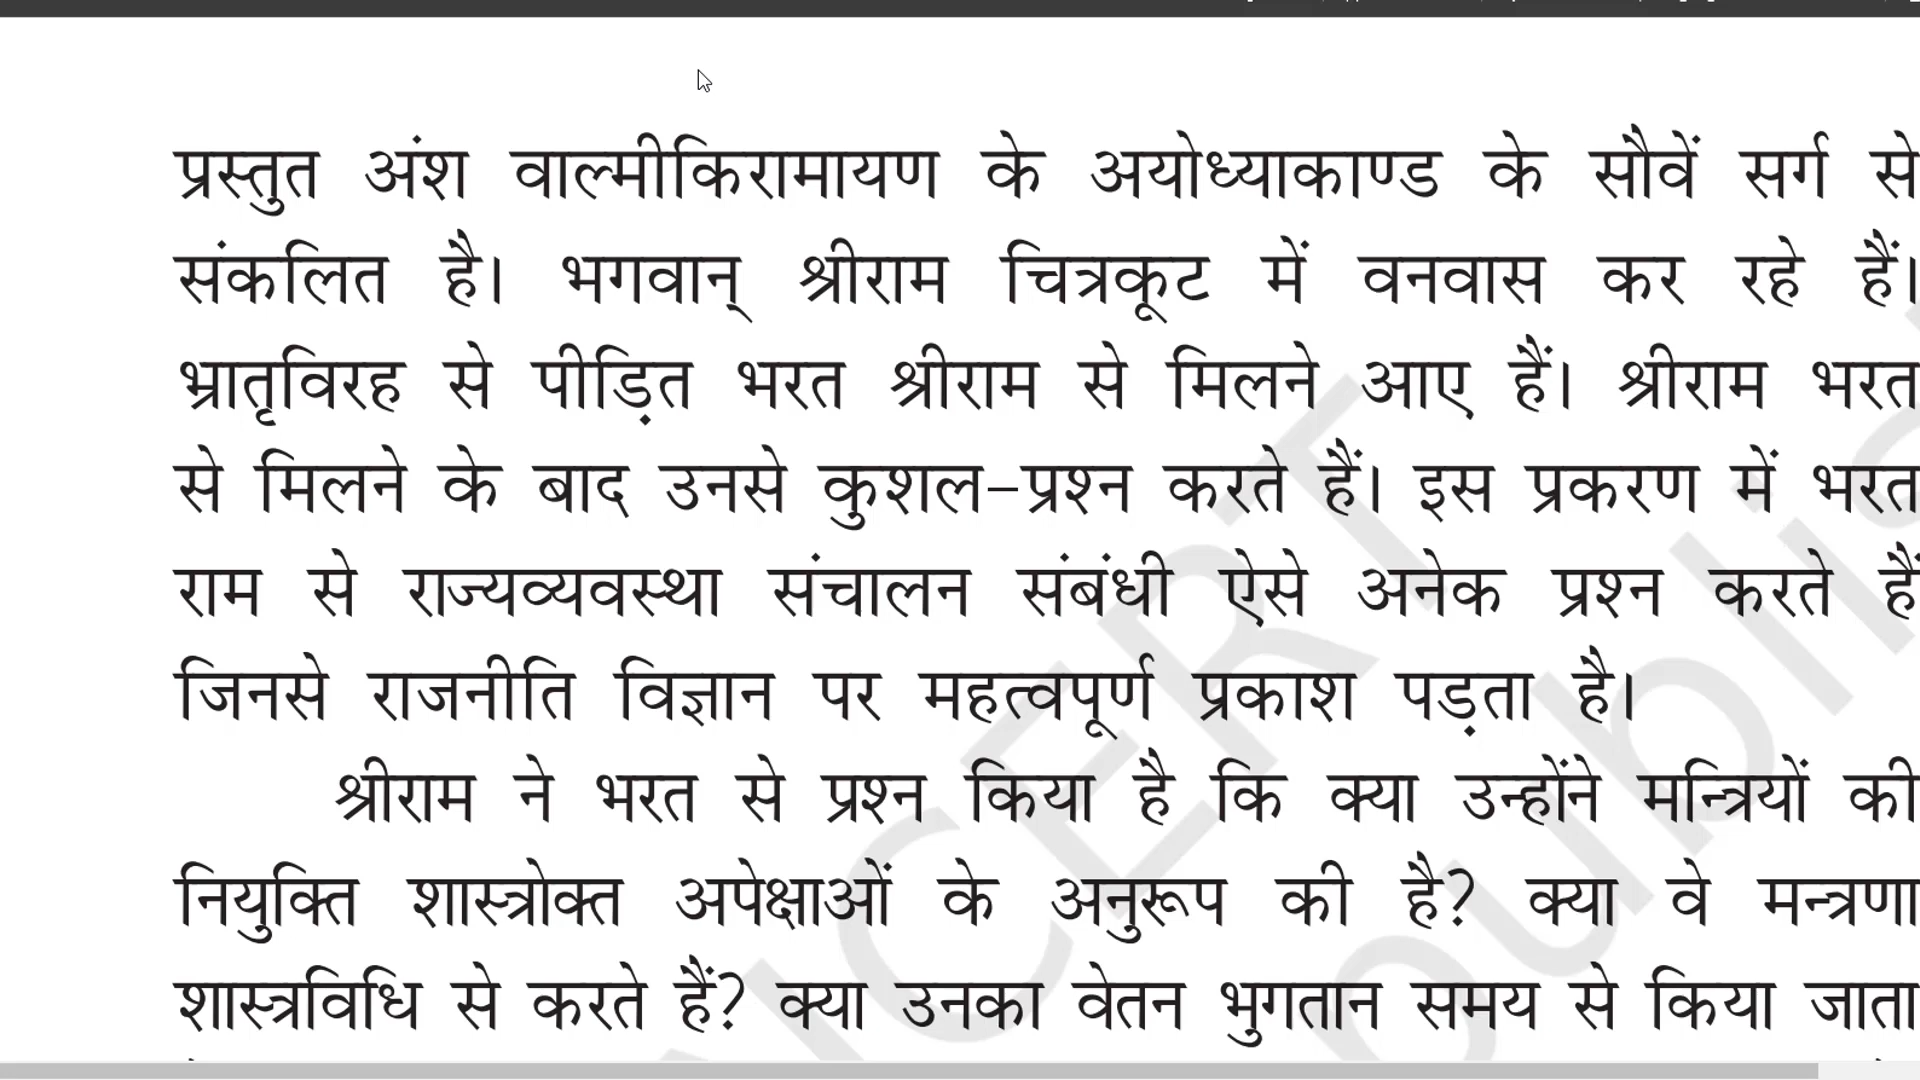 प्रस्तुत अंश वाल्मीकिरामायण के अयोध्याकाण्ड के सौवें सर्ग से
संकलित है। भगवान् श्रीराम चित्रकूट में वनवास कर रहे हैं।
भ्रातृविरह से पीड़ित भरत श्रीराम से मिलने आए हैं। श्रीराम भरत
से मिलने के बाद उनसे कुशल-प्रश्न करते हैं। इस प्रकरण में भरत
राम से राज्यव्यवस्था संचालन संबंधी ऐसे अनेक प्रश्न करते हैं
जिनसे राजनीति विज्ञान पर महत्वपूर्ण प्रकाश पड़ता है।
श्रीराम ने भरत से प्रश्न किया है कि क्या उन्होंने मन्त्रियों की
नियुक्ति शास्त्रोक्त अपेक्षाओं के अनुरूप की है? क्या वे मन्त्रणा
शास्त्रविधि से करते हैं? क्या उनका वेतन भुगतान समय से किया जाता
NCERT